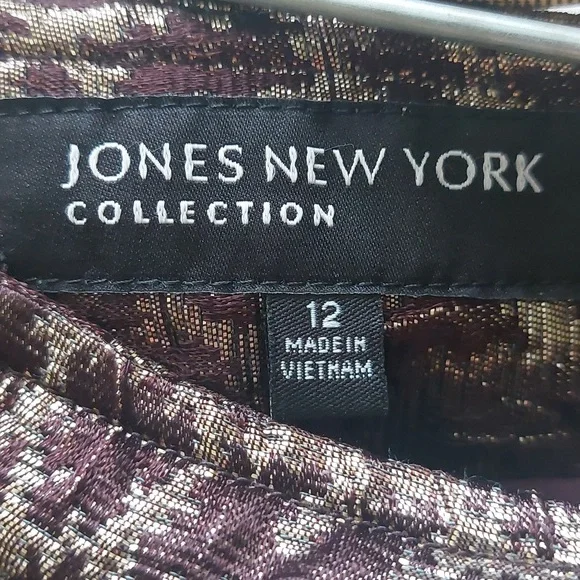 JONES NEW YORK
COLLECTION
12
MADE IN
VIETNAM